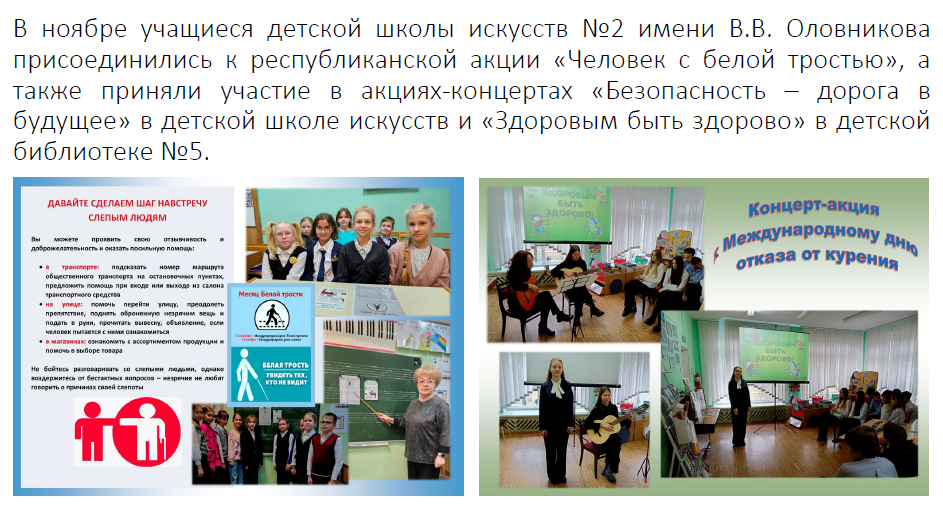 В ноябре учащиеся детской школы искусств №2 имени В.В. Оловникова
присоединились к республиканской акции «Человек с белой тростью», а
также приняли участие в акциях-концертах «Безопасность – дорога в
будущее» в детской школе искусств и «Здоровым быть здорово» в детской
библиотеке №5.
ДАВАЙТЕ СДЕЛАЕМ ШАГ НАВСТРЕЧУ
СЛЕПЫМ ЛЮДЯМ
Вы можете проявить свою отзывчивость и
доброжелательность и оказать посильную помощь:
• в транспорте: подсказать номер маршрута
общественного транспорта на остановочных пунктах,
предложить помощь при входе или выходе из салона
транспортного средства
• на улице: помочь перейти улицу, преодолеть
препятствие, поднять оброненную незрячим вещь и
подать в руки, прочитать вывеску, объявление, если
человек пытается с ними ознакомиться
• в магазинах: ознакомить с ассортиментом продукции и
помочь в выборе товара
Не бойтесь разговаривать со слепыми людьми, однако
воздержитесь от бестактных вопросов – незрячие не любят
говорить о причинах своей слепоты
Месяц Белой трости
БЕЛАЯ ТРОСТЬ
УВИДЕТЬ ТЕХ,
КТО НЕ ВИДИТ
Концерт-акция
к Международному дню
отказа от курения
ЗДОРОВЫМ
БЫТЬ
ЗДОРОВО!
ЗДОРОВЫМ
БЫТЬ
ЗДОРОВО!